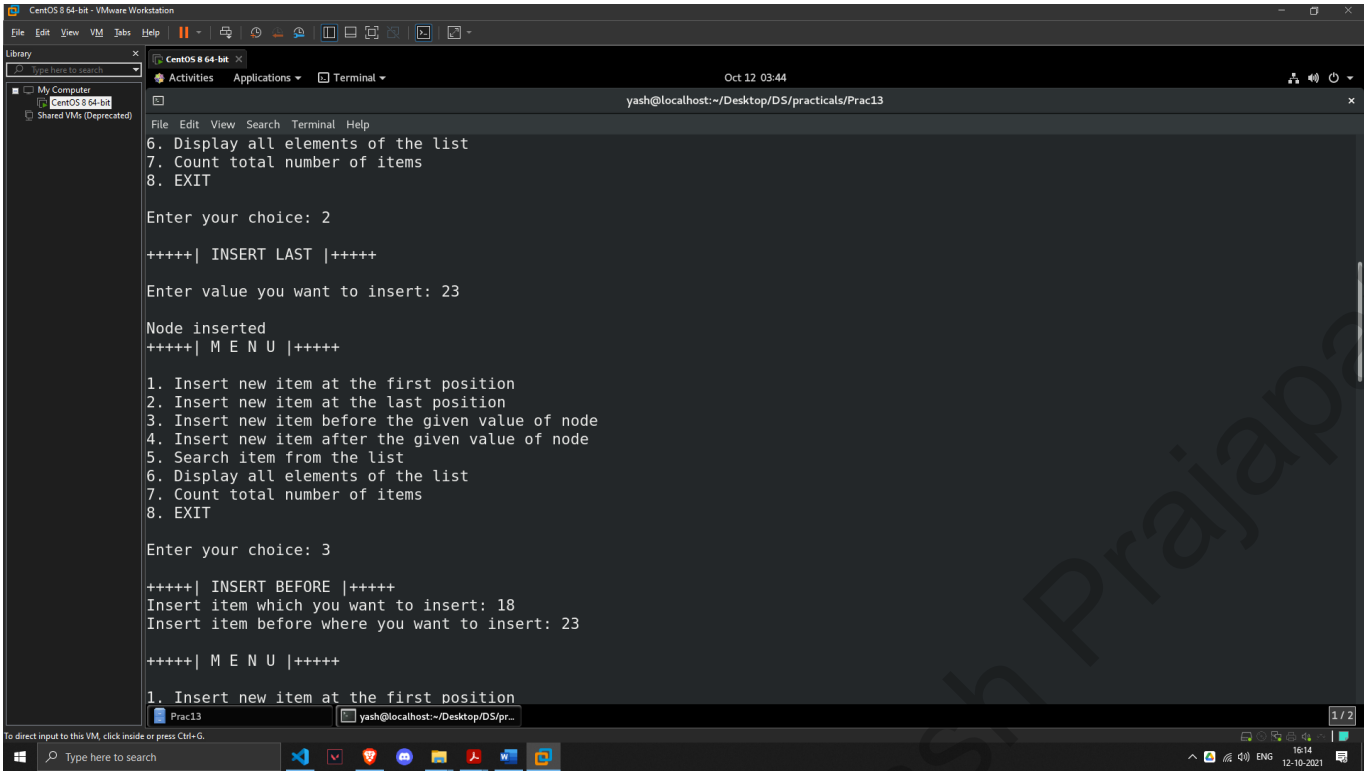 CentOS 8 64-bit - VMware Workstation
File Edit View VM Tabs Help
Library
Type here to search
My Computer
CentOS 8 64-bit
Shared VMs (Deprecated)
CentOS 8 64-bit
Activities Applications Terminal Oct 12 03:44
yash@localhost:~/Desktop/DS/practicals/Prac13
File Edit View Search Terminal Help
6. Display all elements of the list
7. Count total number of items
8. EXIT
Enter your choice: 2
+++++| INSERT LAST |+++++
Enter value you want to insert: 23
Node inserted
+++++| M E N U |+++++
1. Insert new item at the first position
2. Insert new item at the last position
3. Insert new item before the given value of node
4. Insert new item after the given value of node
5. Search item from the list
6. Display all elements of the list
7. Count total number of items
8. EXIT
Enter your choice: 3
+++++| INSERT BEFORE |+++++
Insert item which you want to insert: 18
Insert item before where you want to insert: 23
+++++| M E N U |+++++
1. Insert new item at the first position
Prac13 yash@localhost:~/Desktop/DS/pr... 1 / 2
To direct input to this VM, click inside or press Ctrl+G.
Type here to search ENG 16:14
12-10-2021